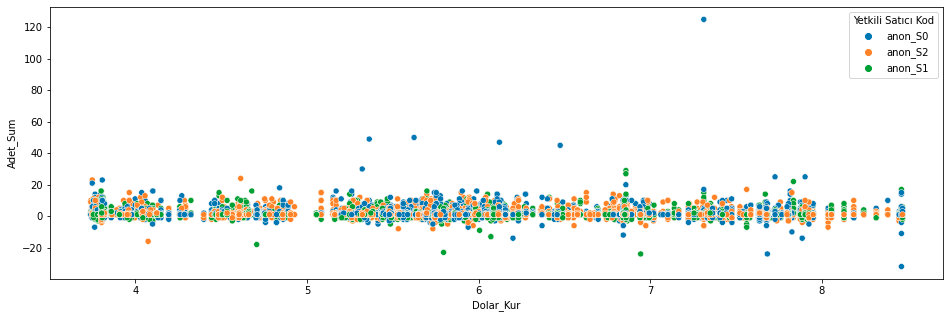 Yetkili Satıcı Kod
anon_S0
anon_S2
anon_S1
120
100
80
60
40
20
0
−20
Adet_Sum
4
5
6
7
8
Dolar_Kur